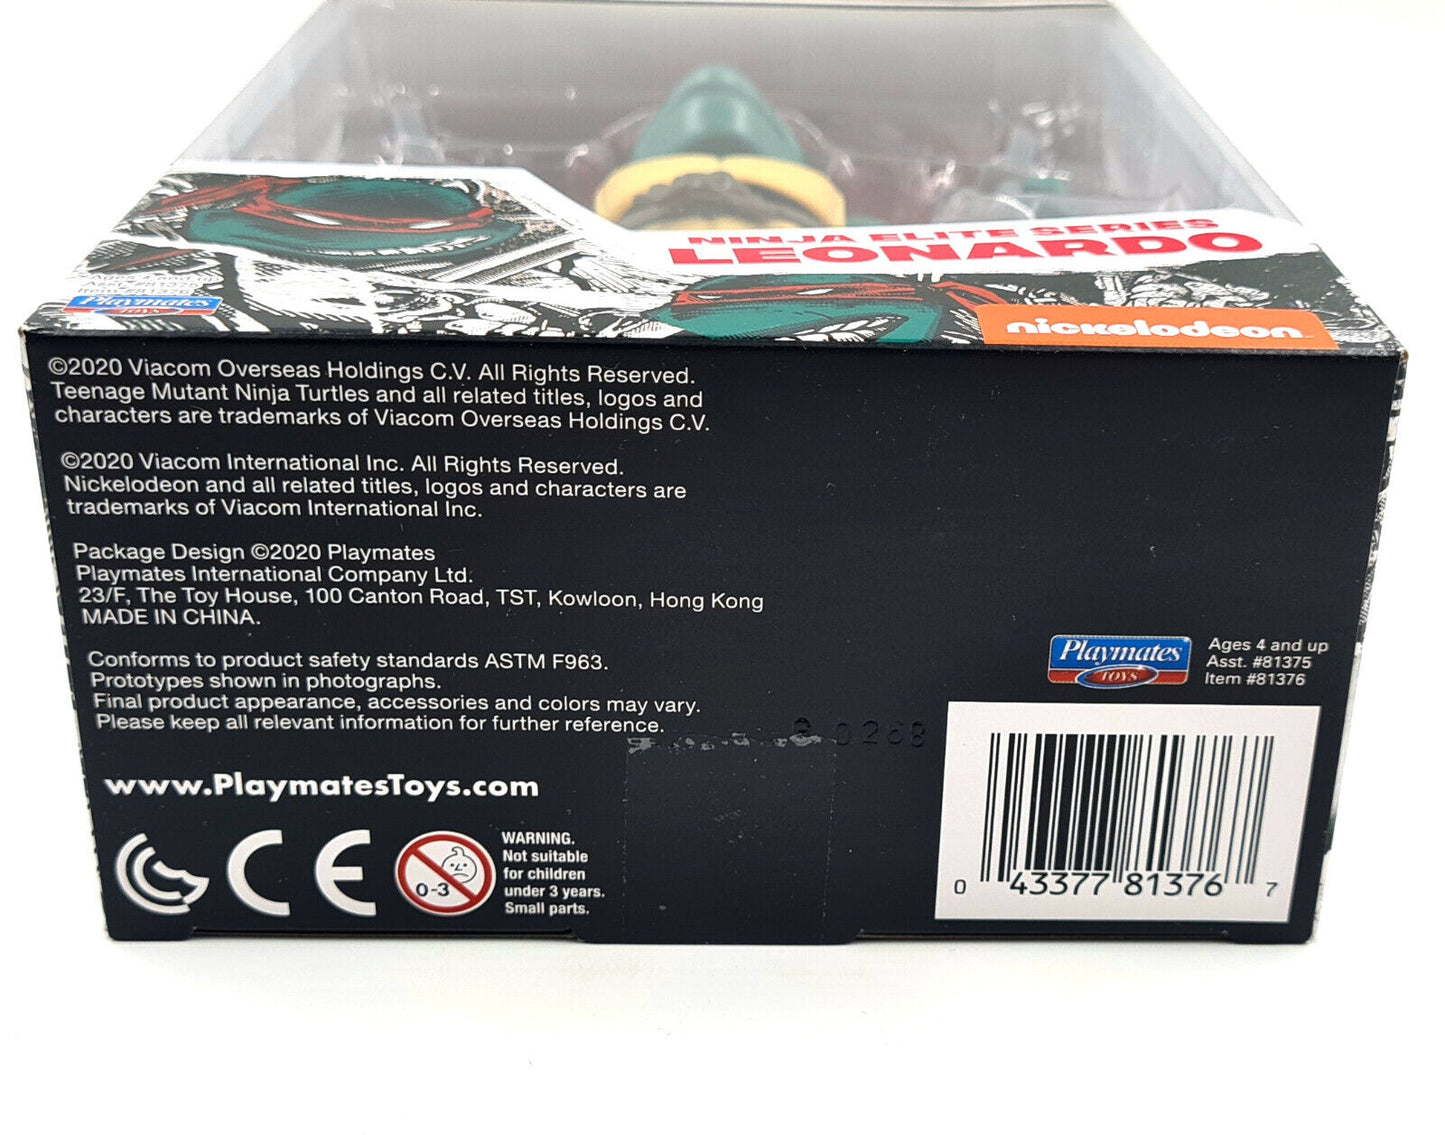 NINJA ELITE SERIES
LEONARDO
Playmates
TOYS
nickelodeon
©2020 Viacom Overseas Holdings C.V. All Rights Reserved.
Teenage Mutant Ninja Turtles and all related titles, logos and
characters are trademarks of Viacom Overseas Holdings C.V.
©2020 Viacom International Inc. All Rights Reserved.
Nickelodeon and all related titles, logos and characters are
trademarks of Viacom International Inc.
Package Design ©2020 Playmates
Playmates International Company Ltd.
23/F, The Toy House, 100 Canton Road, TST, Kowloon, Hong Kong
MADE IN CHINA.
Conforms to product safety standards ASTM F963.
Prototypes shown in photographs.
Final product appearance, accessories and colors may vary.
Please keep all relevant information for further reference.
www.PlaymatesToys.com
CE
0-3
WARNING.
Not suitable
for children
under 3 years.
Small parts.
Playmates
TOYS
Ages 4 and up
Asst. #81375
Item #81376
0 43377 81376 7